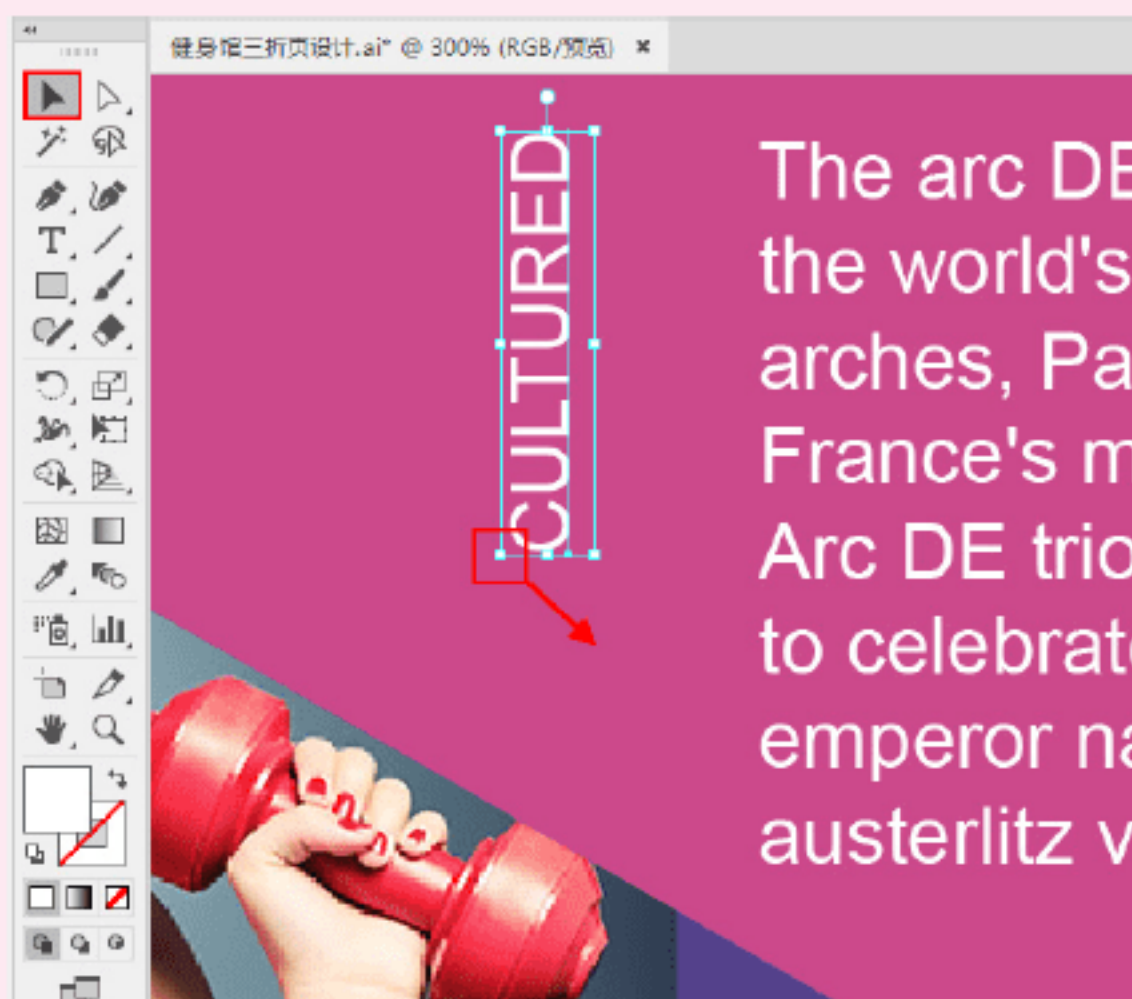 健身馆三折页设计.ai* @ 300% (RGB/预览) ×
CULTURED
The arc DE
the world's
arches, Pa
France's m
Arc DE trio
to celebrate
emperor na
austerlitz v